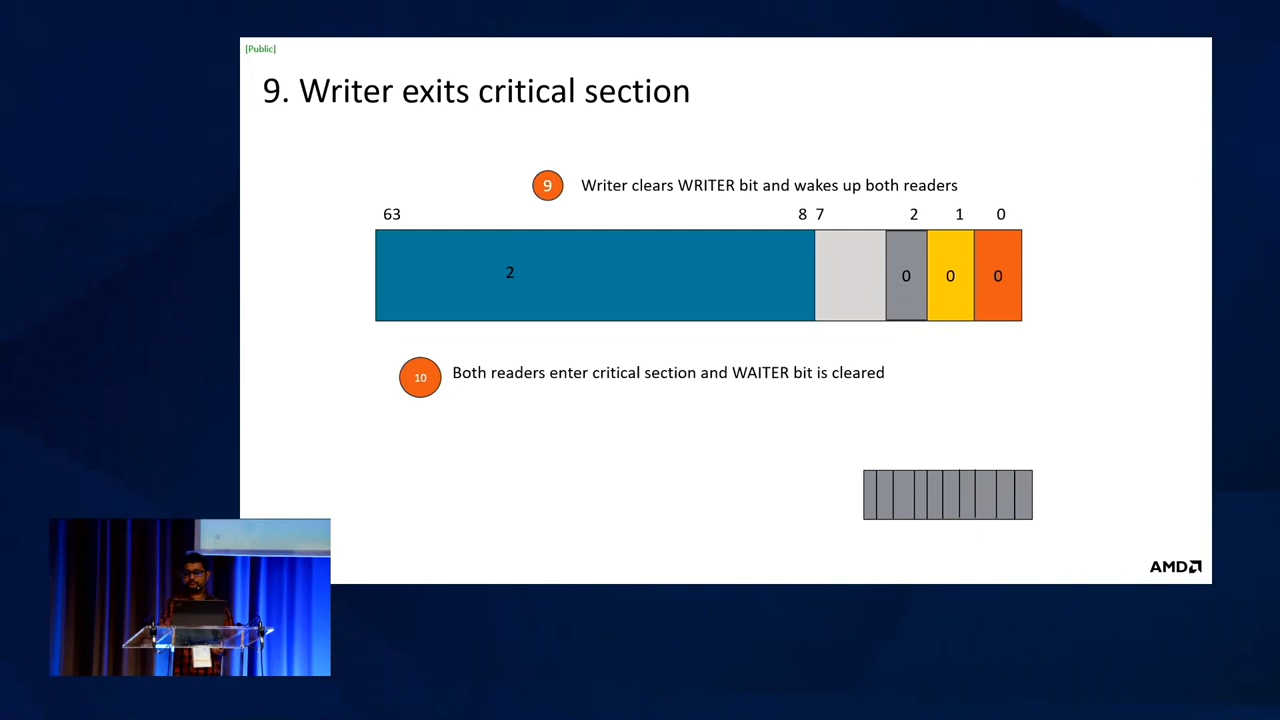 [Public]
9. Writer exits critical section
9 Writer clears WRITER bit and wakes up both readers
63 8 7 2 1 0
2 0 0 0
10 Both readers enter critical section and WAITER bit is cleared
AMD